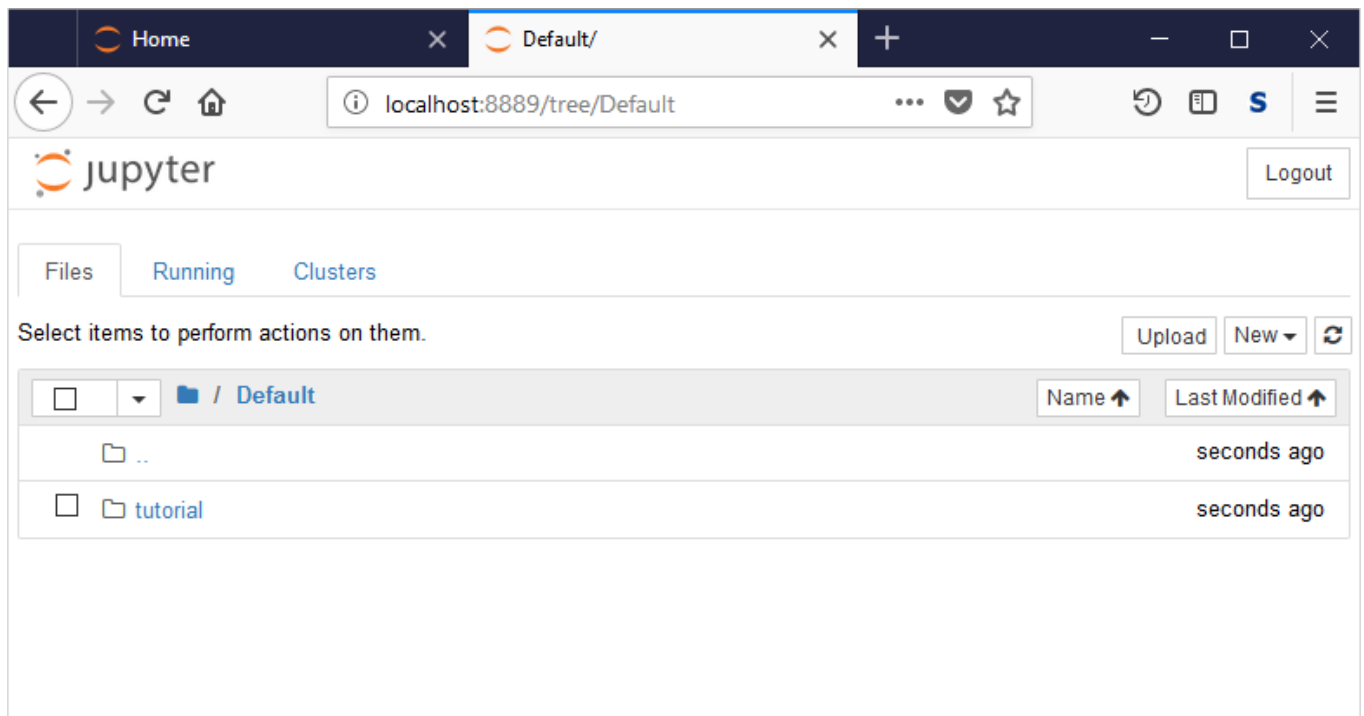 Home
Default/
localhost:8889/tree/Default
S
jupyter
Logout
Files Running Clusters
Select items to perform actions on them.
Upload New
/ Default
Name Last Modified
.. seconds ago
tutorial seconds ago